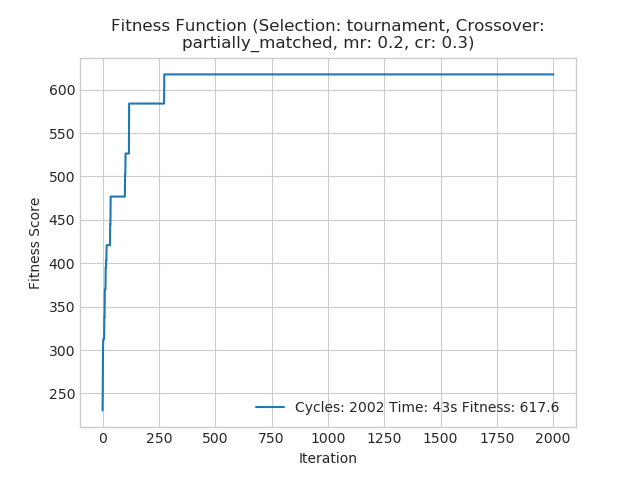 Fitness Function (Selection: tournament, Crossover:
partially_matched, mr: 0.2, cr: 0.3)
Fitness Score
600
550
500
450
400
350
300
250
Cycles: 2002 Time: 43s Fitness: 617.6
0 250 500 750 1000 1250 1500 1750 2000
Iteration